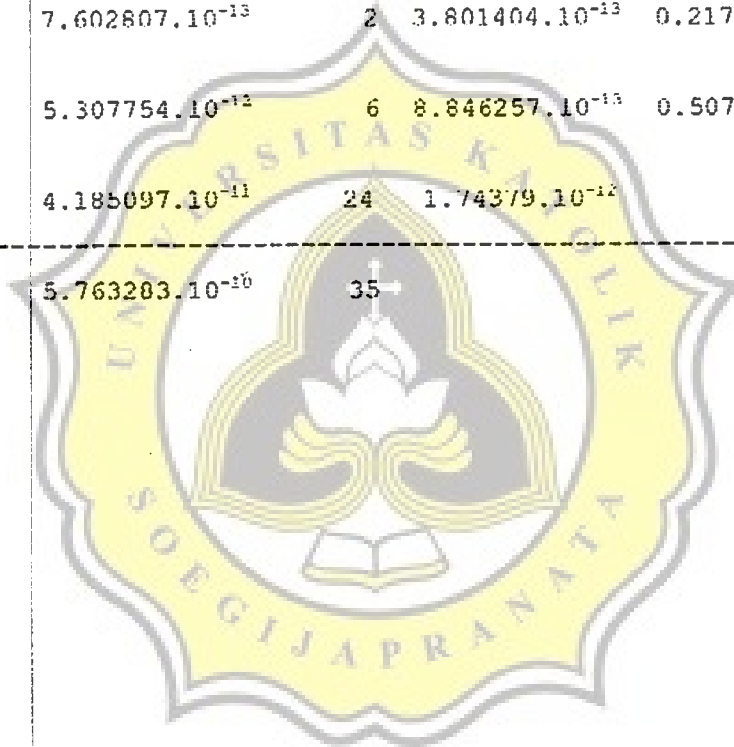 7.602807.10⁻¹³ 2 3.801404.10⁻¹³ 0.217
5.307754.10⁻¹² 6 8.846257.10⁻¹³ 0.507
4.185097.10⁻¹¹ 24 1.74379.10⁻¹²
5.763283.10⁻¹⁰ 35
UNIVERSITAS KATOLIK
SOEGIJAPRANATA